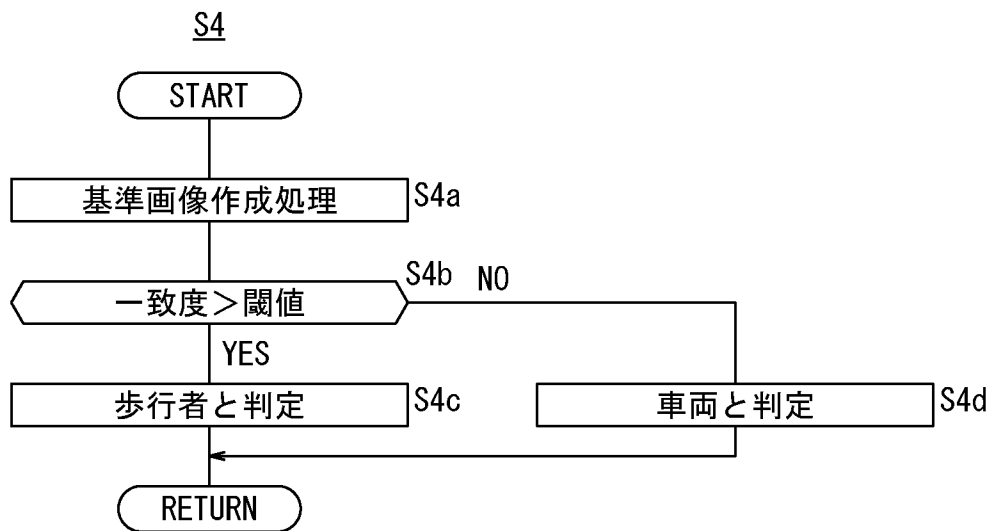 S4
START
基準画像作成処理 S4a
一致度＞閾値 S4b NO
YES
歩行者と判定 S4c 車両と判定 S4d
RETURN